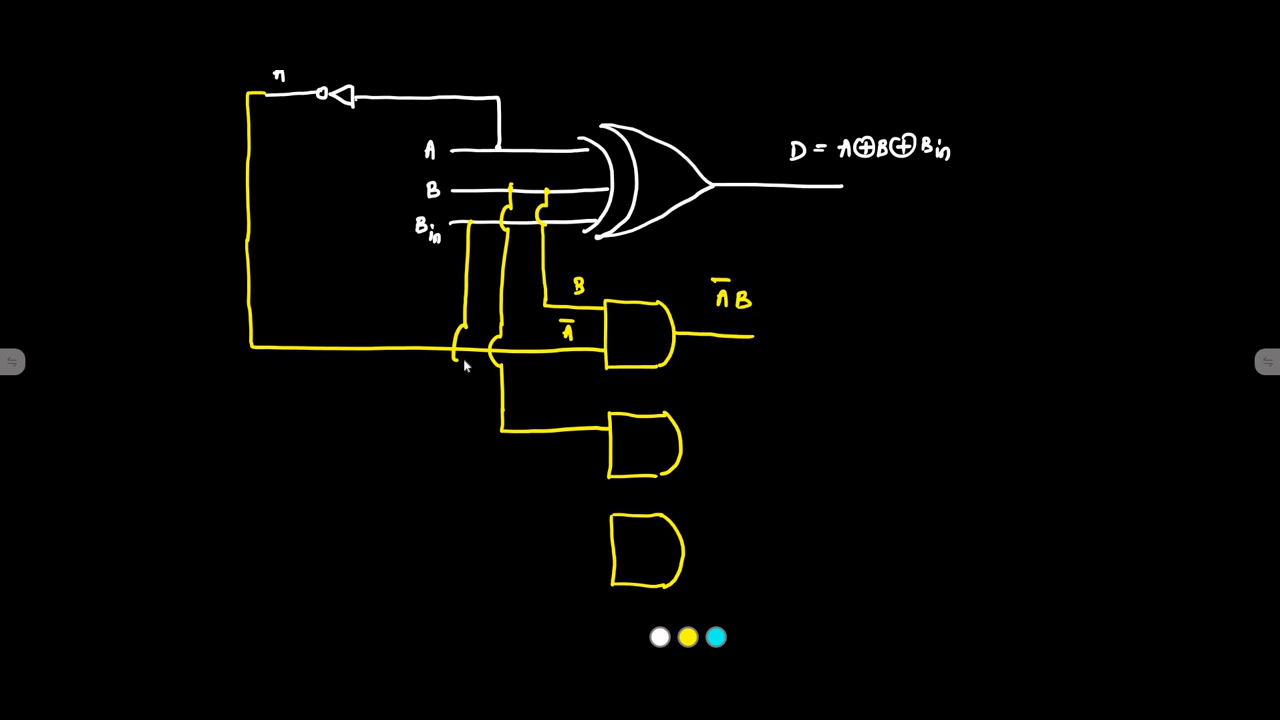 A
D = A⊕B⊕Bin
B
Bin
B
A̅
A̅ B